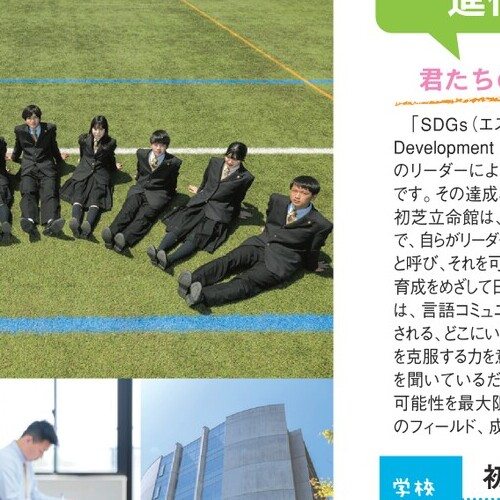 君たちの
「SDGs(エス
Development
のリーダーによ
です。その達成
初芝立命館は、
で、自らがリーダ
と呼び、それを可
育成をめざして日
は、言語コミュニ
される、どこにい
を克服する力を
を聞いているだ
可能性を最大限
のフィールド、成
学校
初